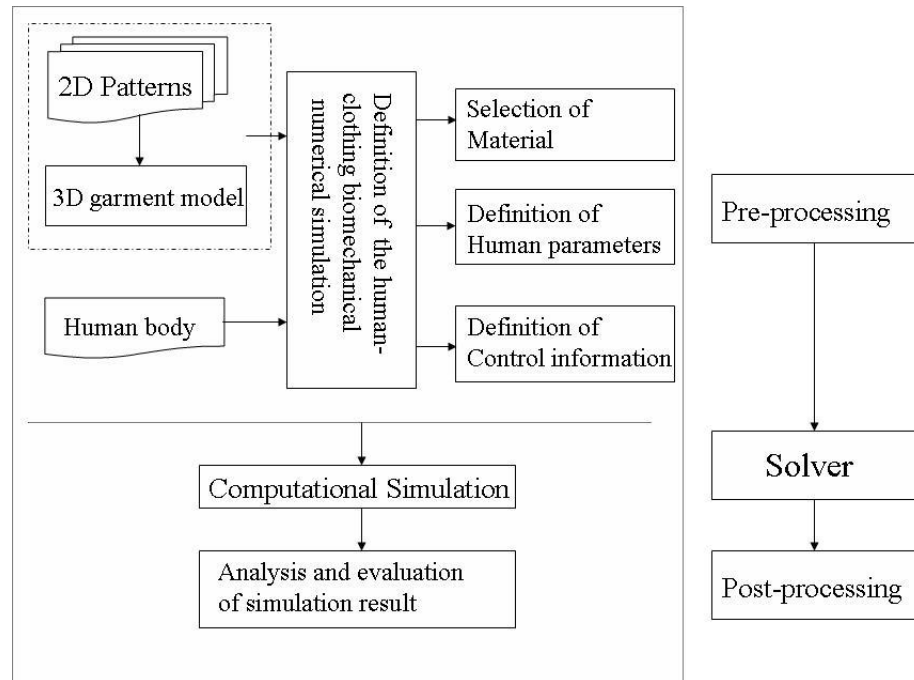 2D Patterns
3D garment model
Human body
Definition of the human-
clothing biomechanical
numerical simulation
Selection of
Material
Definition of
Human parameters
Definition of
Control information
Computational Simulation
Analysis and evaluation
of simulation result
Pre-processing
Solver
Post-processing